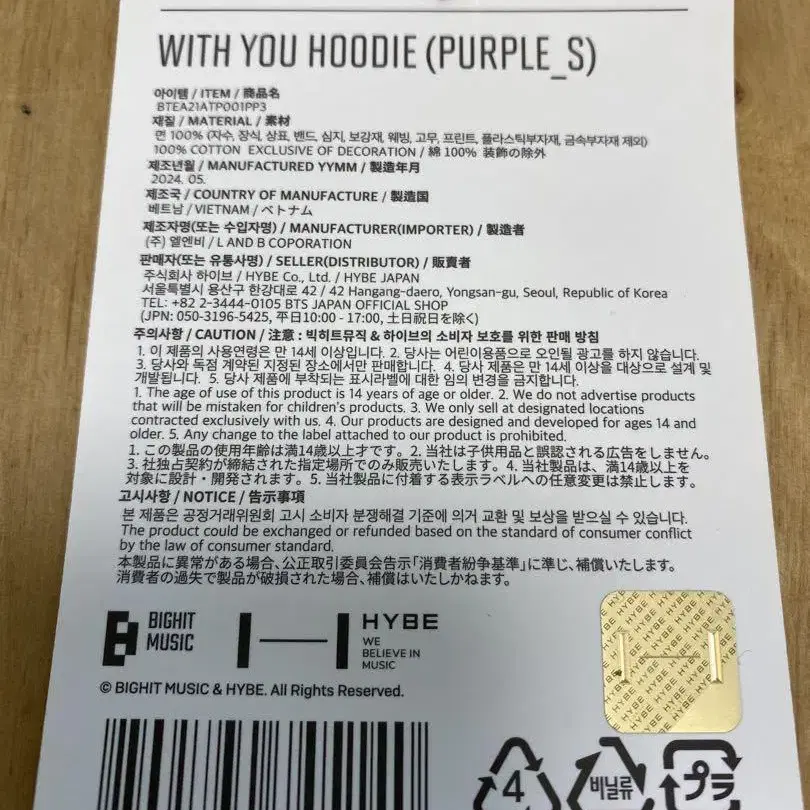 WITH YOU HOODIE (PURPLE_S)
아이템 / ITEM / 商品名
BTEA21ATP001PP3
재질 / MATERIAL / 素材
면 100% (자수, 장식, 상표, 밴드, 심지, 보강재, 웨빙, 고무, 프린트, 플라스틱부자재, 금속부자재 제외)
100% COTTON EXCLUSIVE OF DECORATION / 綿 100% 装飾の除外
제조년월 / MANUFACTURED YYMM / 製造年月
2024. 05.
제조국 / COUNTRY OF MANUFACTURE / 製造国
베트남 / VIETNAM / ベトナム
제조자명(또는 수입자명) / MANUFACTURER(IMPORTER) / 製造者
(주) 엘엔비 / L AND B COPORATION
판매자(또는 유통사명) / SELLER(DISTRIBUTOR) / 販賣者
주식회사 하이브 / HYBE Co., Ltd. / HYBE JAPAN
서울특별시 용산구 한강대로 42 / 42 Hangang-daero, Yongsan-gu, Seoul, Republic of Korea
TEL: +82 2-3444-0105 BTS JAPAN OFFICIAL SHOP
(JPN: 050-3196-5425, 平日10:00 - 17:00, 土日祝日を除く)
주의사항 / CAUTION / 注意 : 빅히트뮤직 & 하이브의 소비자 보호를 위한 판매 방침
1. 이 제품의 사용연령은 만 14세 이상입니다. 2. 당사는 어린이용품으로 오인될 광고를 하지 않습니다.
3. 당사와 독점 계약된 지정된 장소에서만 판매합니다. 4. 당사 제품은 만 14세 이상을 대상으로 설계 및
개발됩니다. 5. 당사 제품에 부착되는 표시라벨에 대한 임의 변경을 금지합니다.
1. The age of use of this product is 14 years of age or older. 2. We do not advertise products
that will be mistaken for children's products. 3. We only sell at designated locations
contracted exclusively with us. 4. Our products are designed and developed for ages 14 and
older. 5. Any change to the label attached to our product is prohibited.
1. この製品の使用年齢は満14歳以上才です。2. 当社は子供用品と誤認される広告をしません。
3. 社独占契約が締結された指定場所でのみ販売いたします。4. 当社製品は、満14歳以上を
対象に設計・開発されます。5. 当社製品に付着する表示ラベルへの任意変更は禁止します。
고시사항 / NOTICE / 告示事項
본 제품은 공정거래위원회 고시 소비자 분쟁해결 기준에 의거 교환 및 보상을 받으실 수 있습니다.
The product could be exchanged or refunded based on the standard of consumer conflict
by the law of consumer standard.
本製品に異常がある場合、公正取引委員会告示「消費者紛争基準」に準じ、補償いたします。
消費者の過失で製品が破損された場合、補償はいたしかねます。
BIGHIT
MUSIC
HYBE
WE
BELIEVE IN
MUSIC
© BIGHIT MUSIC & HYBE. All Rights Reserved.
HYBE HYBE HYBE
4
비닐류
プラ